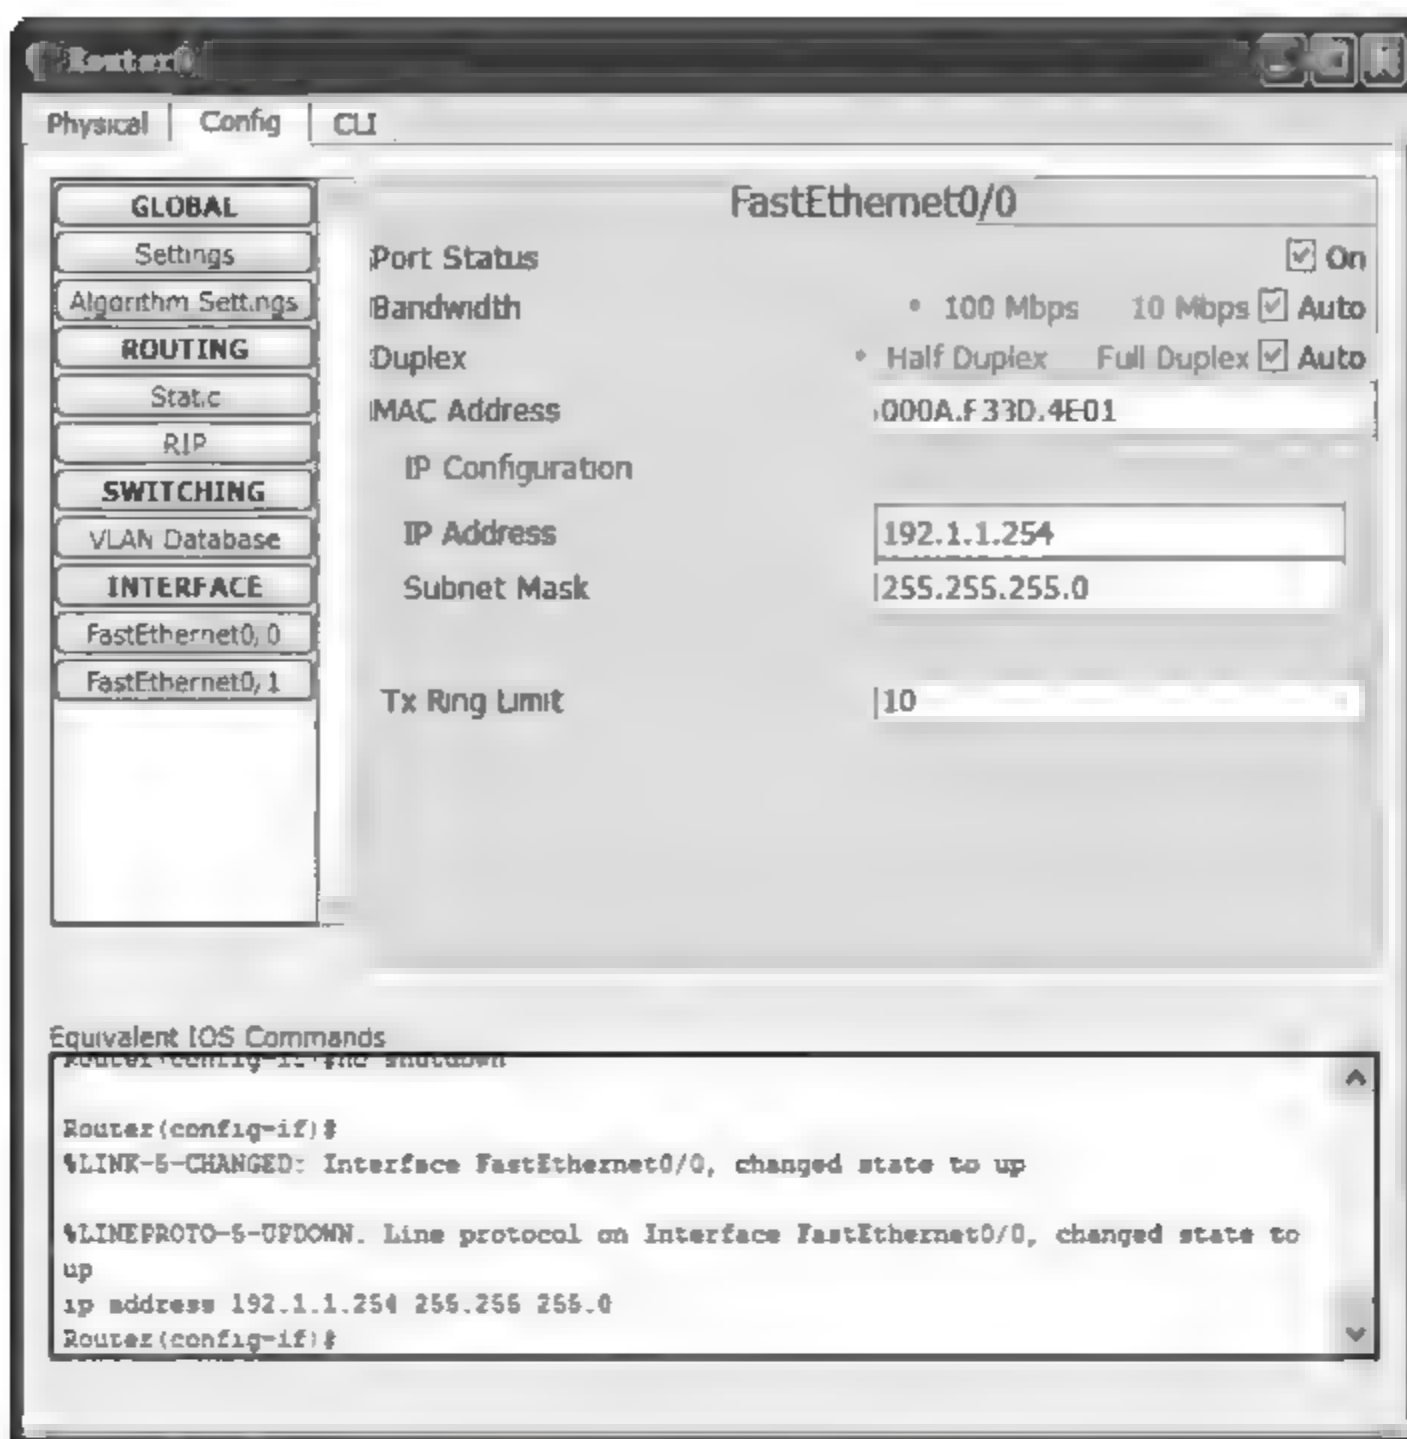 Router0
Physical Config CLI
GLOBAL
Settings
Algorithm Settings
ROUTING
Static
RIP
SWITCHING
VLAN Database
INTERFACE
FastEthernet0/0
FastEthernet0/1
FastEthernet0/0
Port Status On
Bandwidth 100 Mbps 10 Mbps Auto
Duplex Half Duplex Full Duplex Auto
MAC Address 000A.F33D.4E01
IP Configuration
IP Address 192.1.1.254
Subnet Mask 255.255.255.0
Tx Ring Limit 10
Equivalent IOS Commands
Router(config-if)#no shutdown
Router(config-if)#
%LINK-5-CHANGED: Interface FastEthernet0/0, changed state to up
%LINEPROTO-5-UPDOWN: Line protocol on Interface FastEthernet0/0, changed state to
up
ip address 192.1.1.254 255.255.255.0
Router(config-if)#